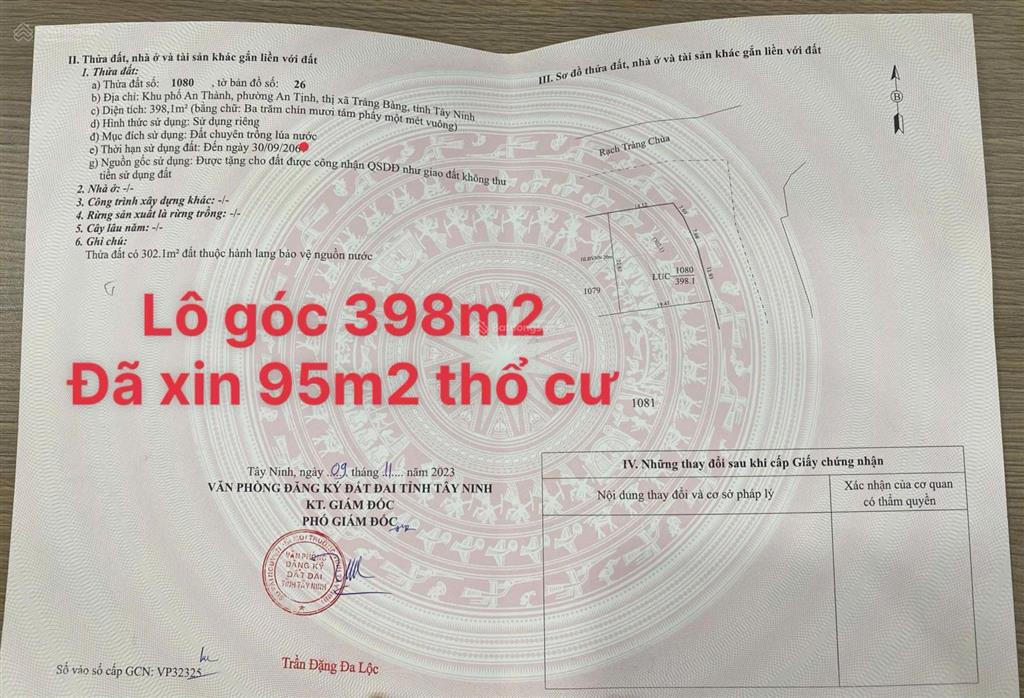 II. Thửa đất, nhà ở và tài sản khác gắn liền với đất
1. Thửa đất:
a) Thửa đất số: 1080 , tờ bản đồ số: 26
b) Địa chỉ: Khu phố An Thành, phường An Tịnh, thị xã Trảng Bàng, tỉnh Tây Ninh
c) Diện tích: 398,1m² (bằng chữ: Ba trăm chín mươi tám phẩy một mét vuông)
d) Hình thức sử dụng: Sử dụng riêng
đ) Mục đích sử dụng: Đất chuyên trồng lúa nước
e) Thời hạn sử dụng đất: Đến ngày 30/09/206
g) Nguồn gốc sử dụng: Được tặng cho đất được công nhận QSDĐ như giao đất không thu
tiền sử dụng đất
2. Nhà ở: -/-
3. Công trình xây dựng khác: -/-
4. Rừng sản xuất là rừng trồng: -/-
5. Cây lâu năm: -/-
6. Ghi chú:
Thửa đất có 302.1m² đất thuộc hành lang bảo vệ nguồn nước
Lô góc 398m2
Đã xin 95m2 thổ cư
Tây Ninh, ngày 09 tháng 11 năm 2023
VĂN PHÒNG ĐĂNG KÝ ĐẤT ĐAI TỈNH TÂY NINH
KT. GIÁM ĐỐC
PHÓ GIÁM ĐỐC
VĂN PHÒNG
ĐĂNG KÝ
ĐẤT ĐAI
TỈNH TÂY NINH
Trần Đặng Đa Lộc
Số vào sổ cấp GCN: VP32325
III. Sơ đồ thửa đất, nhà ở và tài sản khác gắn liền với đất
B
Rạch Trảng Chùa
1079
LUC 1080
398.1
1081
IV. Những thay đổi sau khi cấp Giấy chứng nhận
Nội dung thay đổi và cơ sở pháp lý
Xác nhận của cơ quan
có thẩm quyền